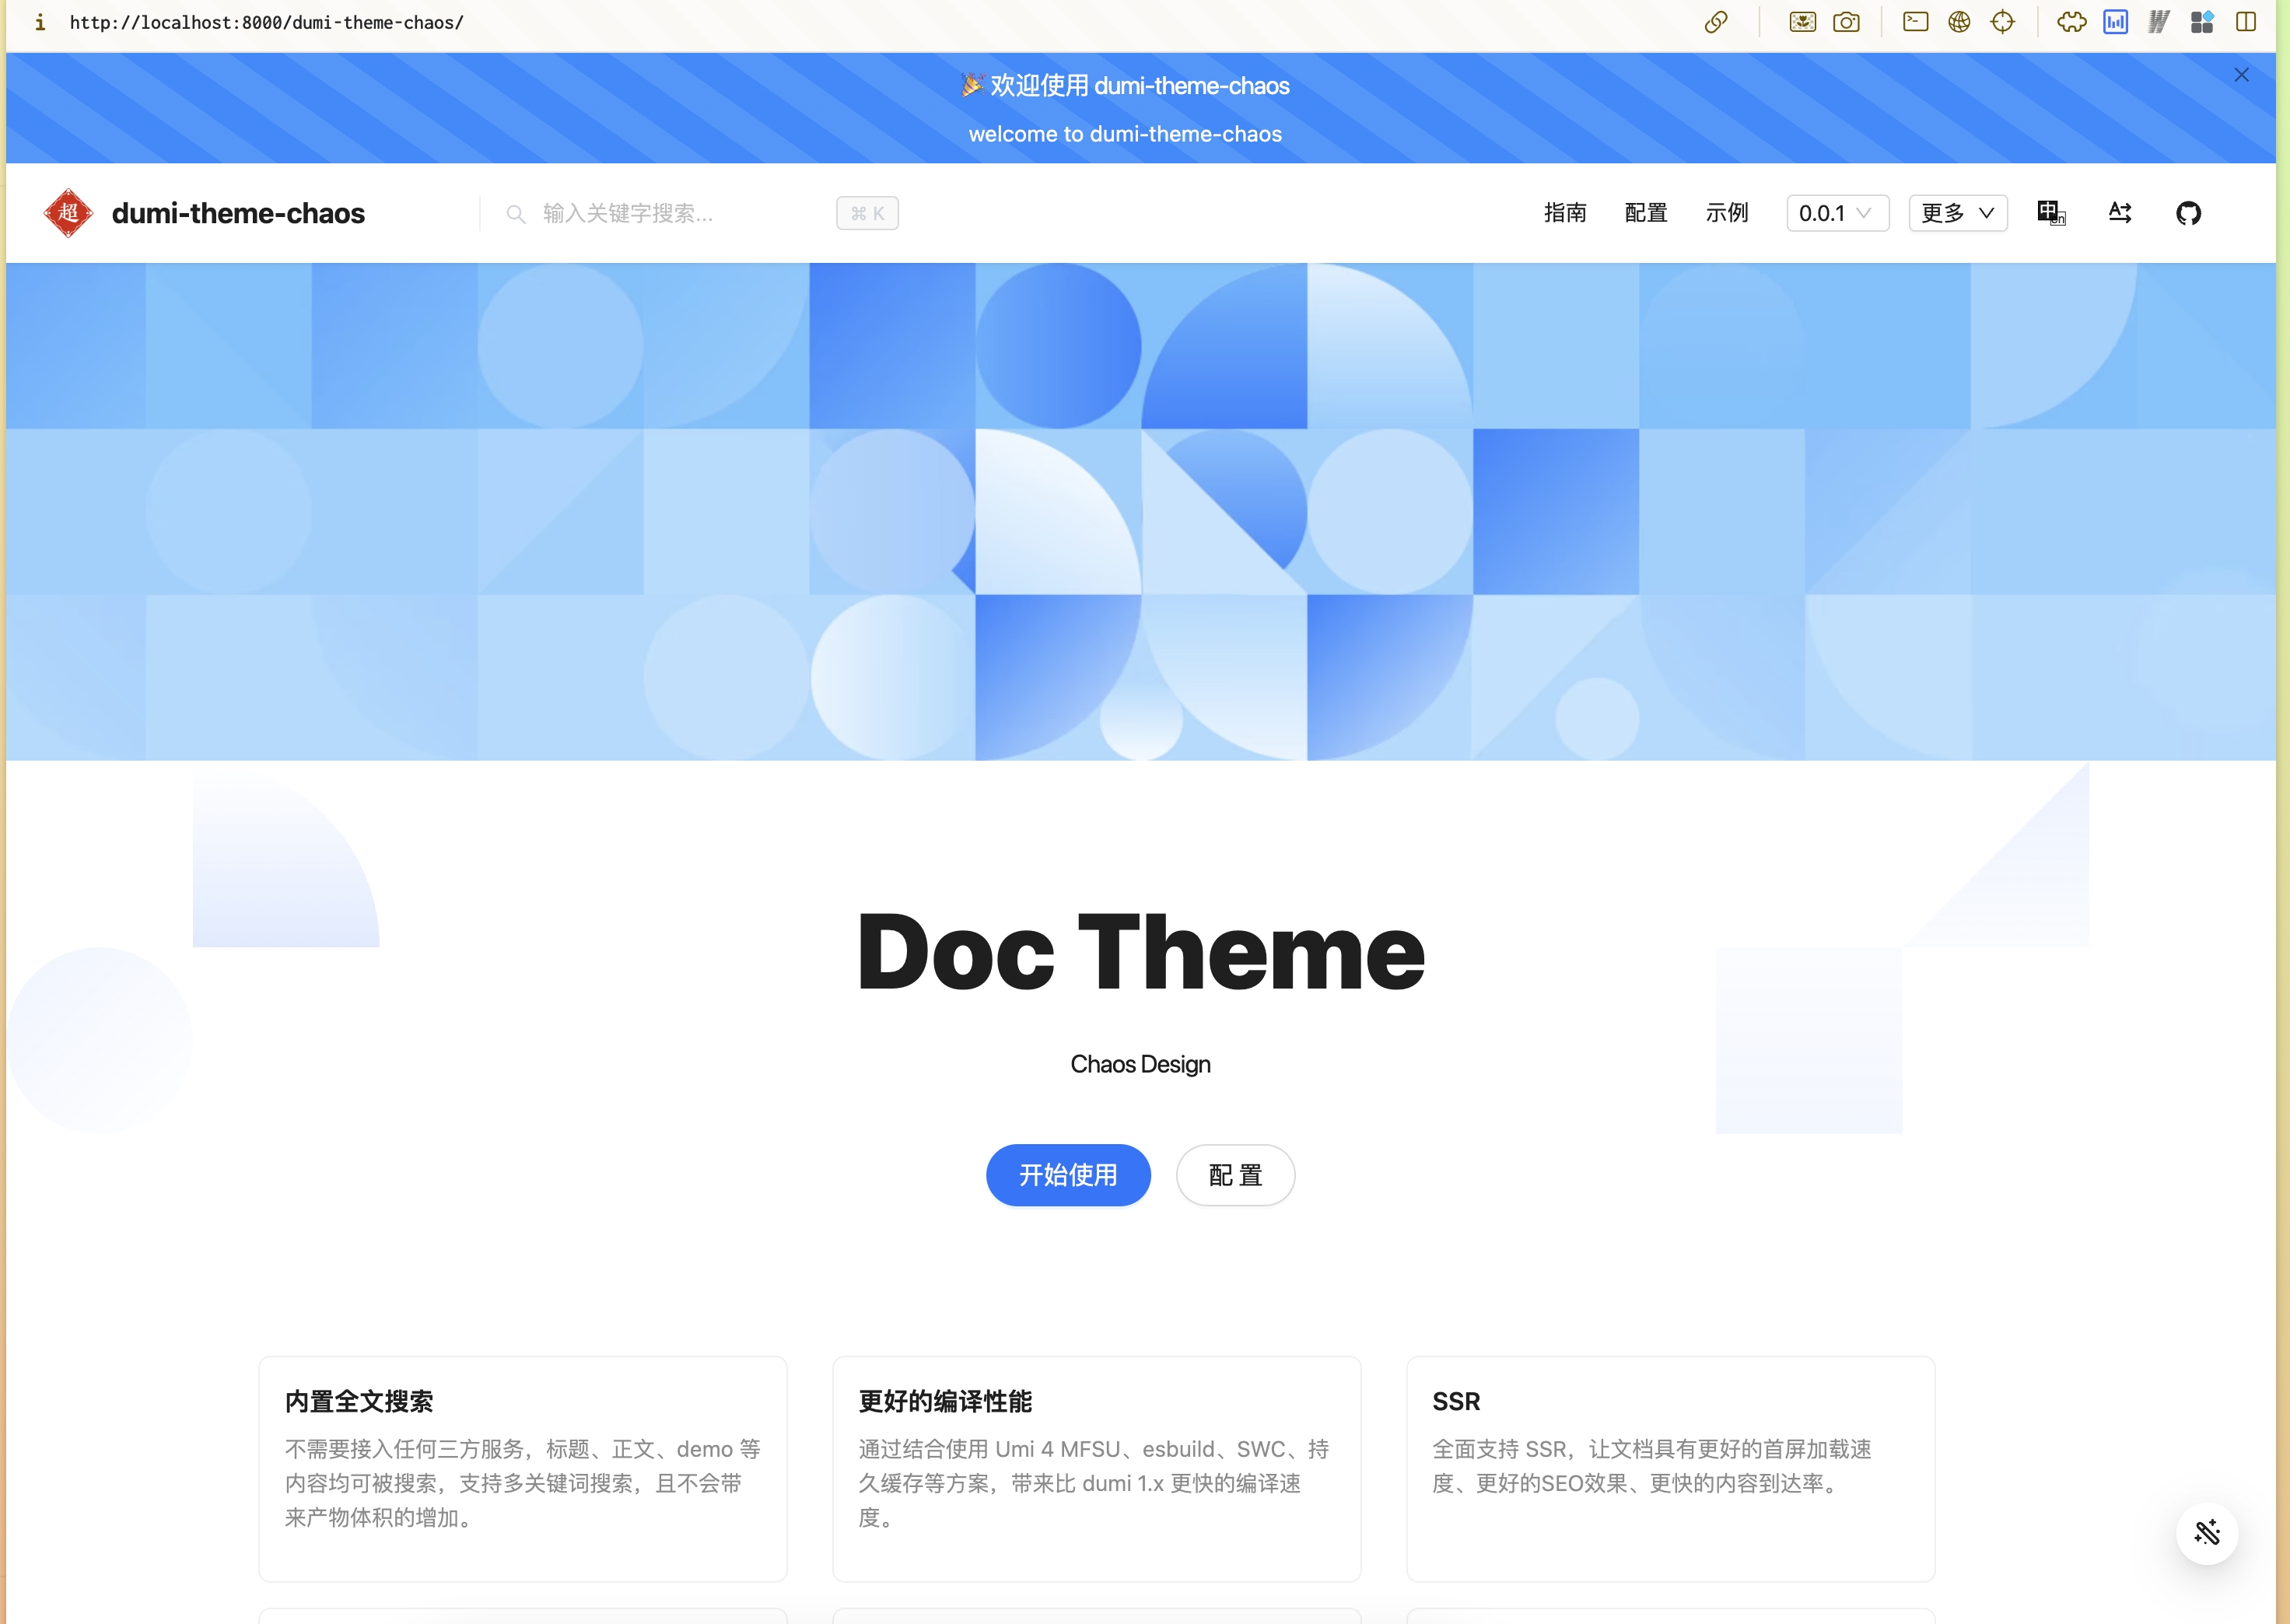 http://localhost:8000/dumi-theme-chaos/
🎉 欢迎使用 dumi-theme-chaos
welcome to dumi-theme-chaos
超 dumi-theme-chaos 输入关键字搜索... ⌘ K 指南 配置 示例 0.0.1 更多 中 en
Doc Theme
Chaos Design
开始使用 配 置
内置全文搜索
不需要接入任何三方服务，标题、正文、demo 等
内容均可被搜索，支持多关键词搜索，且不会带
来产物体积的增加。
更好的编译性能
通过结合使用 Umi 4 MFSU、esbuild、SWC、持
久缓存等方案，带来比 dumi 1.x 更快的编译速
度。
SSR
全面支持 SSR，让文档具有更好的首屏加载速
度、更好的SEO效果、更快的内容到达率。